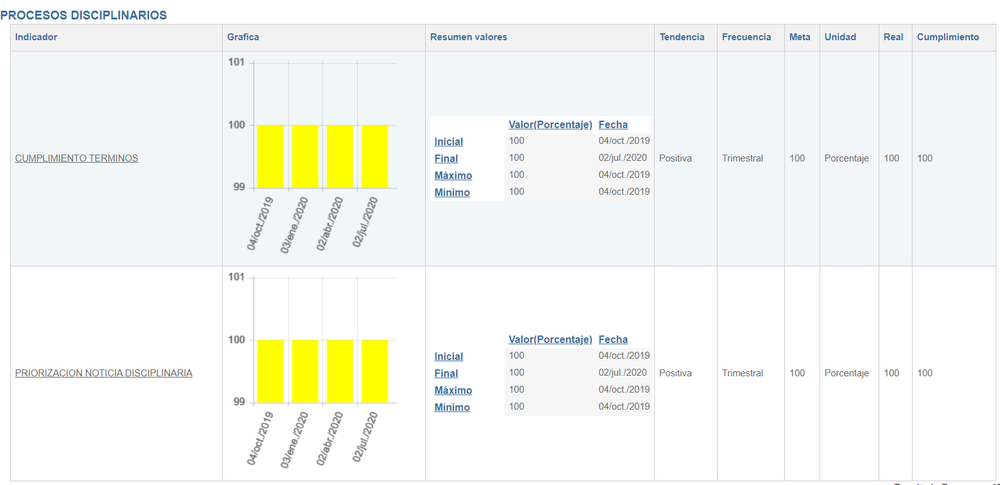 PROCESOS DISCIPLINARIOS
Indicador Grafica Resumen valores Tendencia Frecuencia Meta Unidad Real Cumplimiento
101
100
99
04/oct./2019 03/ene./2020 02/abr./2020 02/jul./2020
Valor(Porcentaje) Fecha
Inicial 100 04/oct./2019
Final 100 02/jul./2020
Máximo 100 04/oct./2019
Mínimo 100 04/oct./2019
CUMPLIMIENTO TERMINOS Positiva Trimestral 100 Porcentaje 100 100
101
100
99
04/oct./2019 03/ene./2020 02/abr./2020 02/jul./2020
Valor(Porcentaje) Fecha
Inicial 100 04/oct./2019
Final 100 02/jul./2020
Máximo 100 04/oct./2019
Mínimo 100 04/oct./2019
PRIORIZACION NOTICIA DISCIPLINARIA Positiva Trimestral 100 Porcentaje 100 100